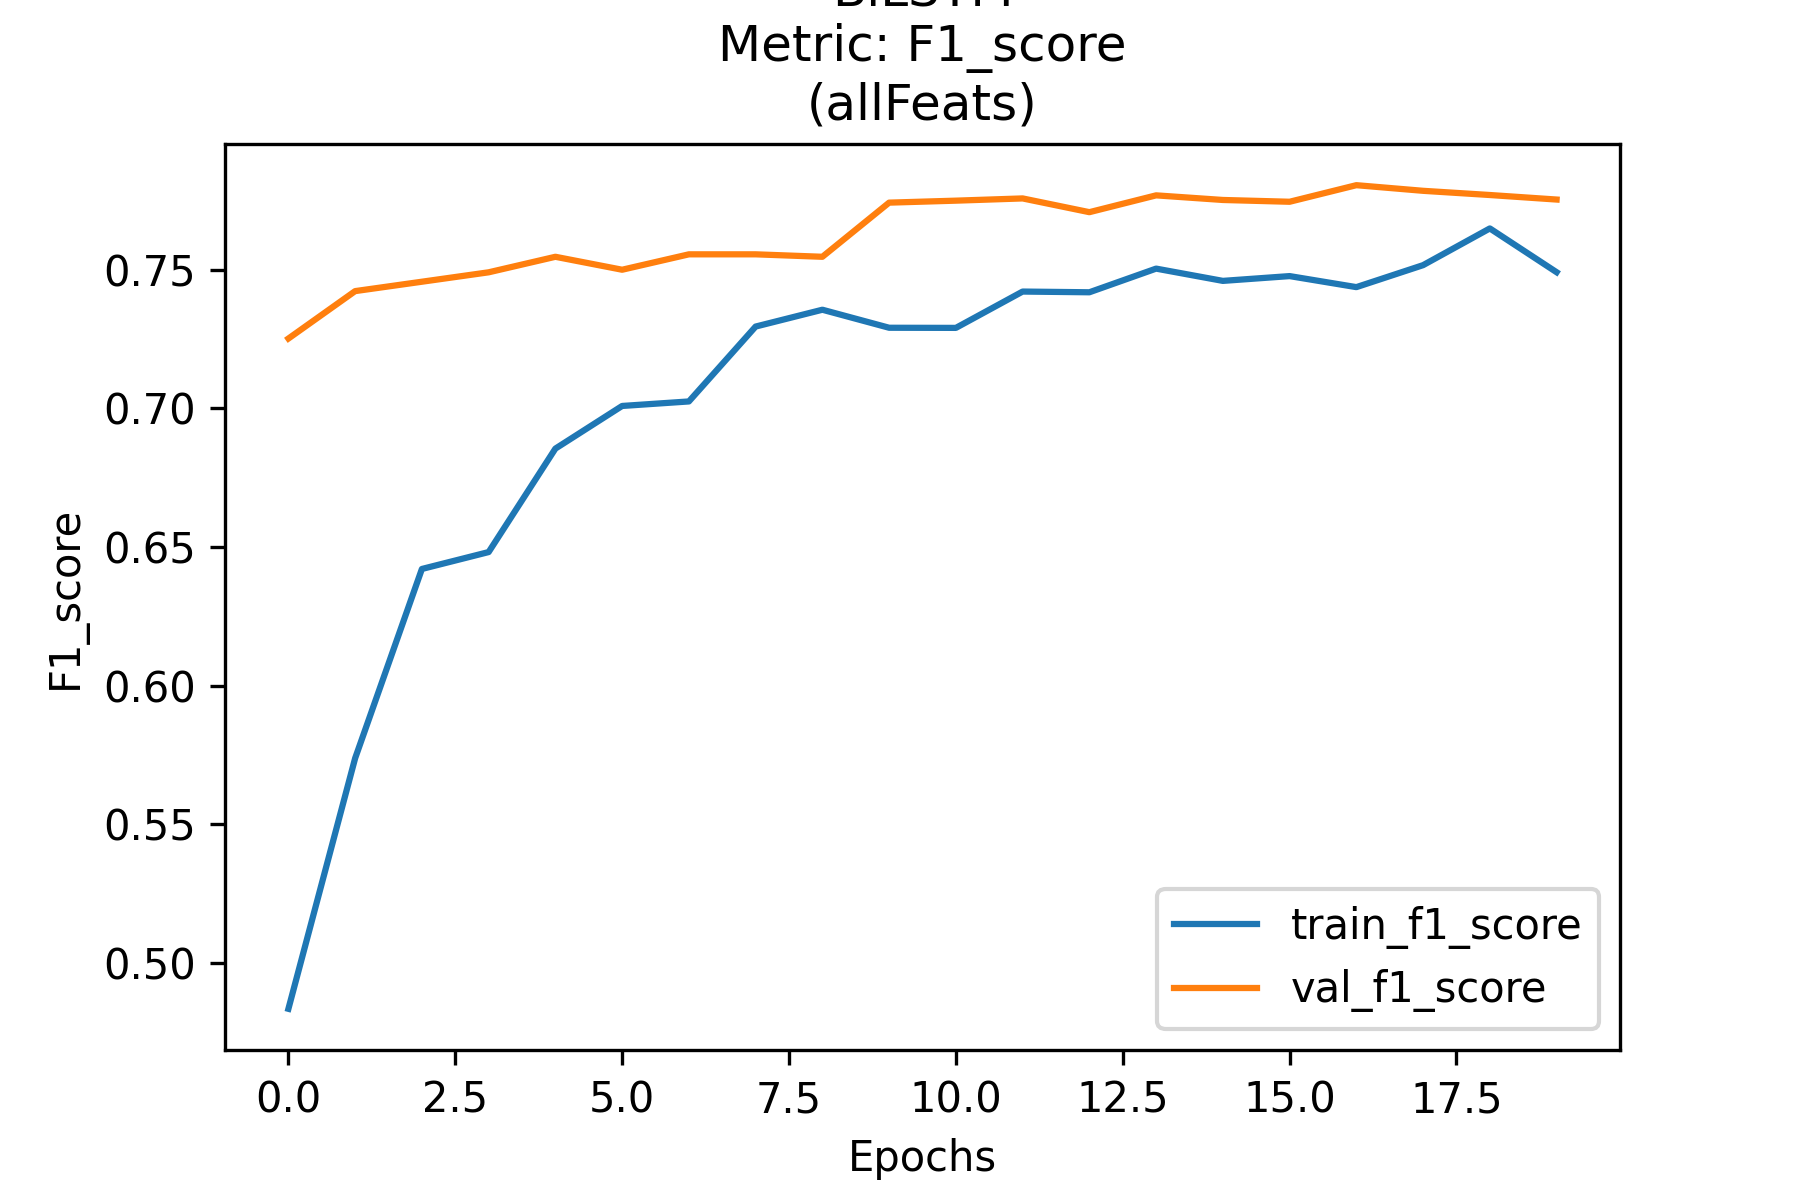 Metric: F1_score
(allFeats)
F1_score
0.75
0.70
0.65
0.60
0.55
0.50
train_f1_score
val_f1_score
0.0 2.5 5.0 7.5 10.0 12.5 15.0 17.5
Epochs